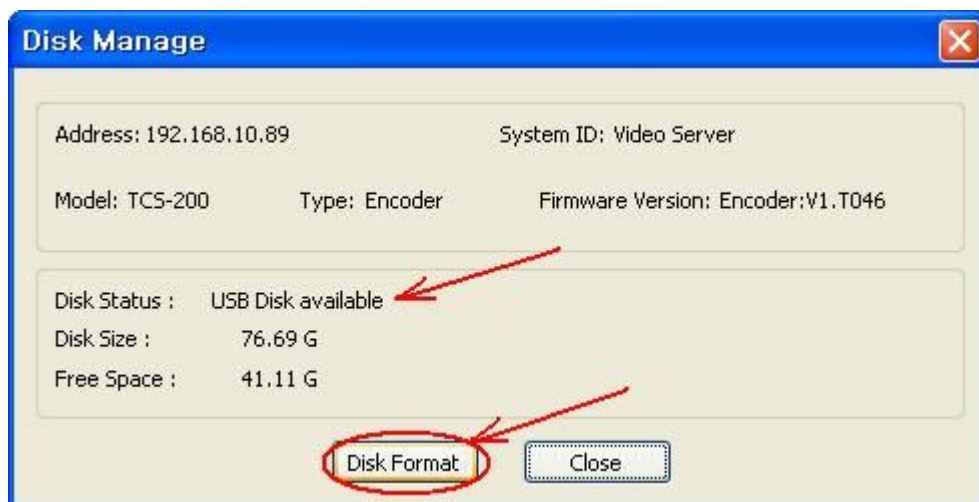 Disk Manage
Address: 192.168.10.89 System ID: Video Server
Model: TCS-200 Type: Encoder Firmware Version: Encoder:V1.T046
Disk Status : USB Disk available
Disk Size : 76.69 G
Free Space : 41.11 G
Disk Format Close